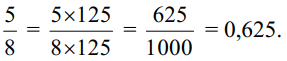 5/8 = 5×125/8×125 = 625/1000 = 0,625.